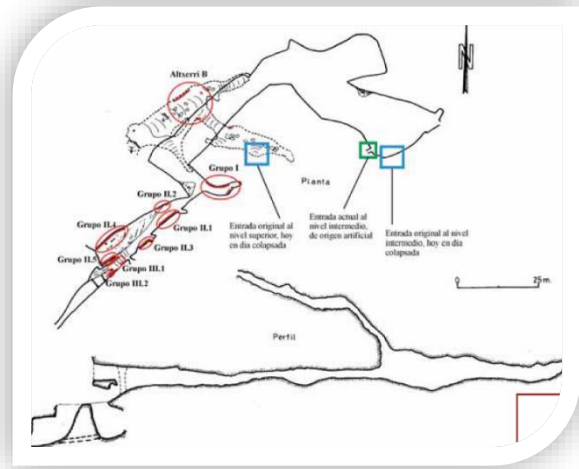 N
Altxerri B
Grupo I
Planta
Grupo II.2
Grupo II.4
Grupo II.1
Grupo II.3
Grupo II.5
Grupo III.1
Grupo III.2
Entrada original al
nivel superior, hoy
en día colapsada
Entrada actual al
nivel intermedio,
de origen artificial
Entrada original al
nivel intermedio, hoy
en día colapsada
0
25 m.
Perfil